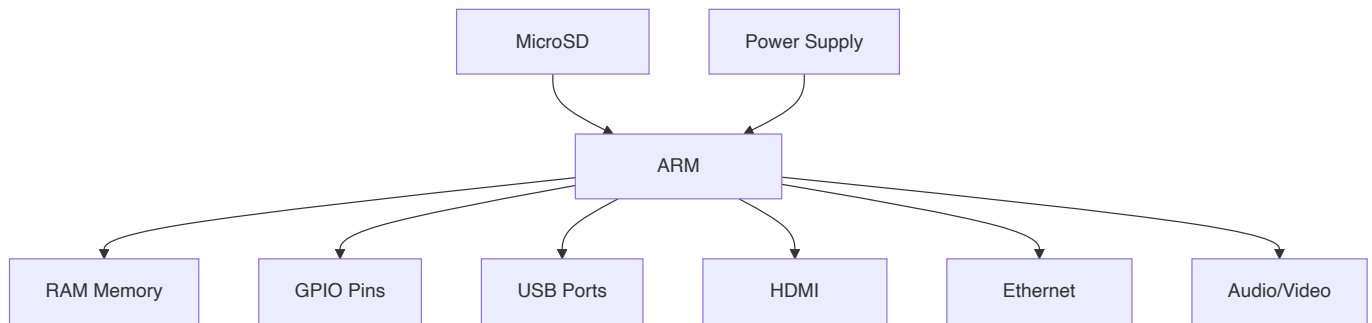 MicroSD
Power Supply
ARM
RAM Memory
GPIO Pins
USB Ports
HDMI
Ethernet
Audio/Video